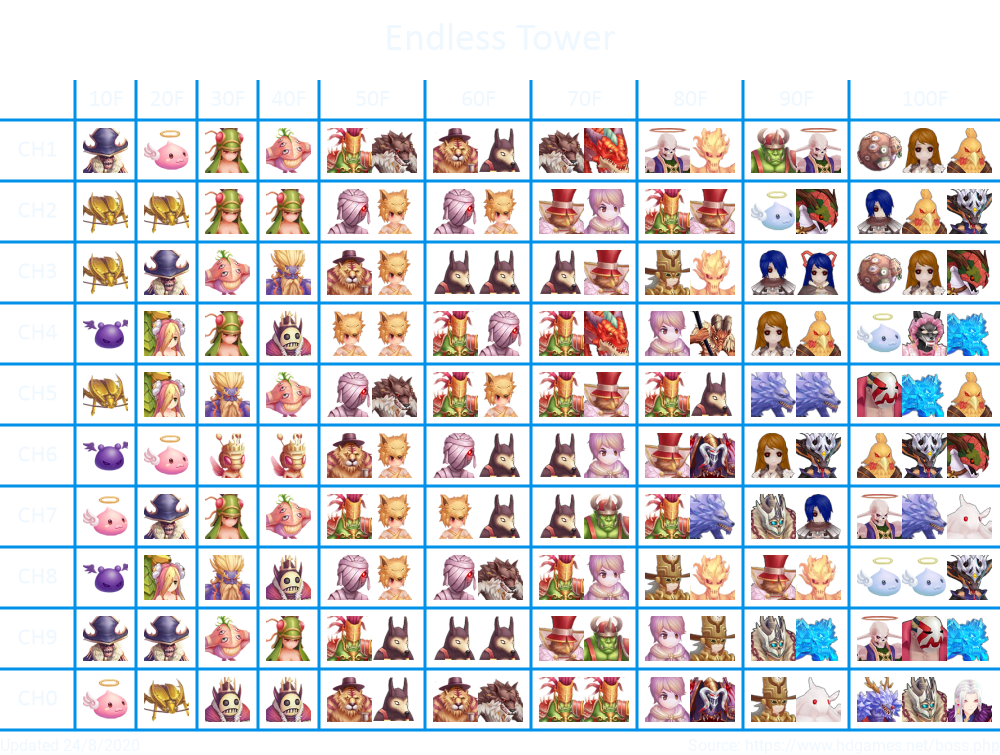 Endless Tower
10F 20F 30F 40F 50F 60F 70F 80F 90F 100F
CH1
CH2
CH3
CH4
CH5
CH6
CH7
CH8
CH9
CH0
Updated 24/8/2020
Source: https://www.hdgames.net/boss.php